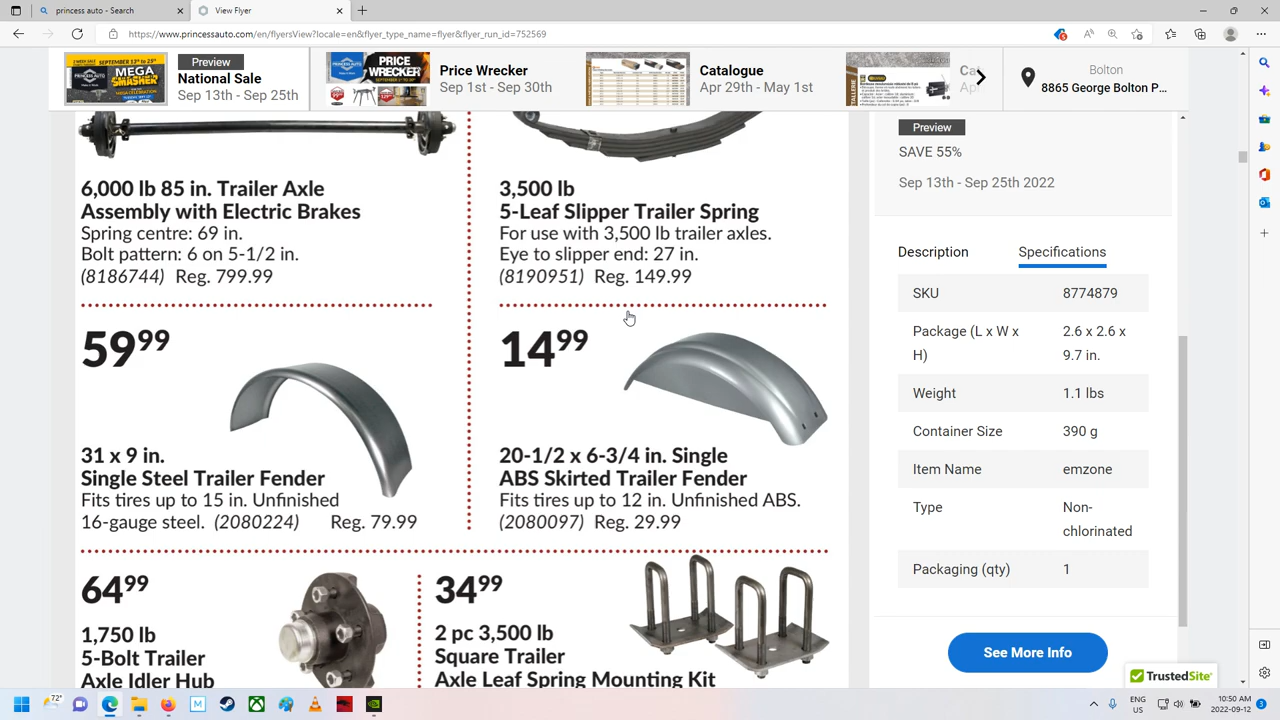 princess auto - Search
View Flyer
https://www.princessauto.com/en/flyersView?locale=en&flyer_type_name=flyer&flyer_run_id=752569
Preview
National Sale
Sep 25th
Price Wrecker
Sep 1st - Sep 30th
Catalogue
Apr 29th - May 1st
8865 George Bolton P...
6,000 lb 85 in. Trailer Axle
Assembly with Electric Brakes
Spring centre: 69 in.
Bolt pattern: 6 on 5-1/2 in.
(8186744) Reg. 799.99
3,500 lb
5-Leaf Slipper Trailer Spring
For use with 3,500 lb trailer axles.
Eye to slipper end: 27 in.
(8190951) Reg. 149.99
59 99
31 x 9 in.
Single Steel Trailer Fender
Fits tires up to 15 in. Unfinished
16-gauge steel. (2080224) Reg. 79.99
14 99
20-1/2 x 6-3/4 in. Single
ABS Skirted Trailer Fender
Fits tires up to 12 in. Unfinished ABS.
(2080097) Reg. 29.99
64 99
1,750 lb
5-Bolt Trailer
Axle Idler Hub
34 99
2 pc 3,500 lb
Square Trailer
Axle Leaf Spring Mounting Kit
Preview
SAVE 55%
Sep 13th - Sep 25th 2022
Description Specifications
SKU 8774879
Package (L x W x 2.6 x 2.6 x
H) 9.7 in.
Weight 1.1 lbs
Container Size 390 g
Item Name emzone
Type Non-
chlorinated
Packaging (qty) 1
See More Info
TrustedSite
72°
ENG
US
10:50 AM
2022-09-12